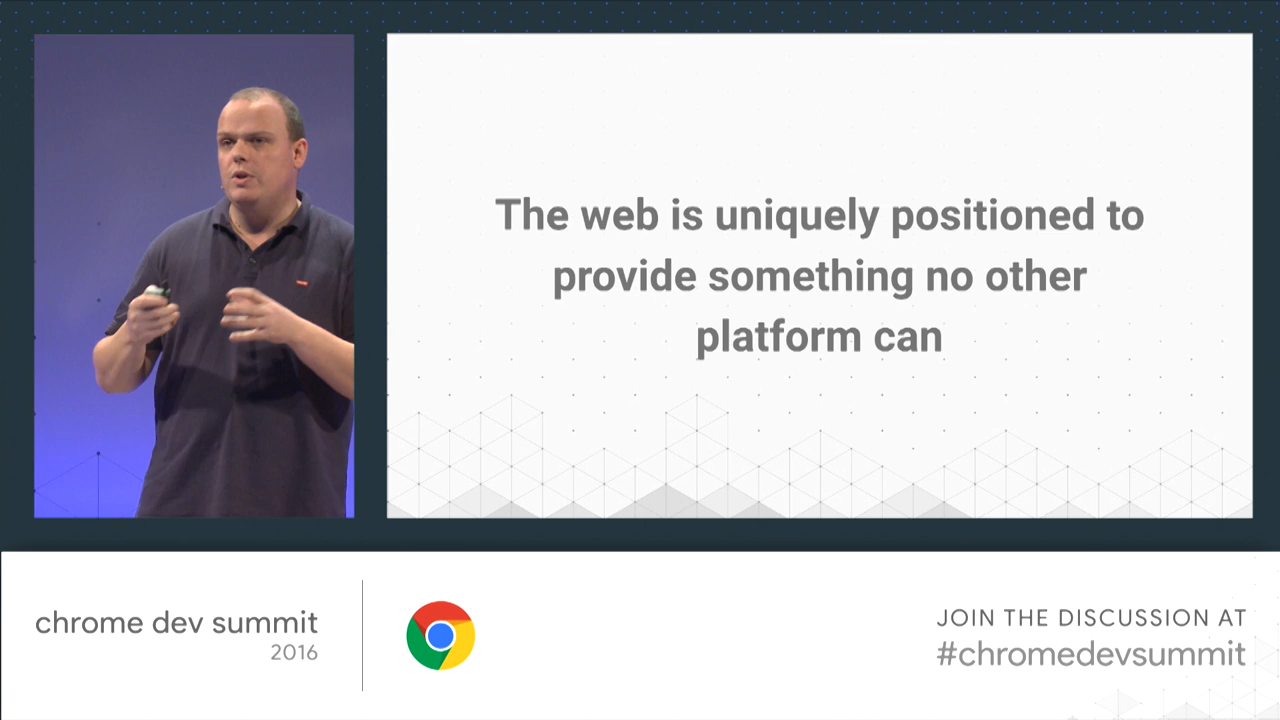 The web is uniquely positioned to
provide something no other
platform can
chrome dev summit
2016
JOIN THE DISCUSSION AT
#chromedevsummit